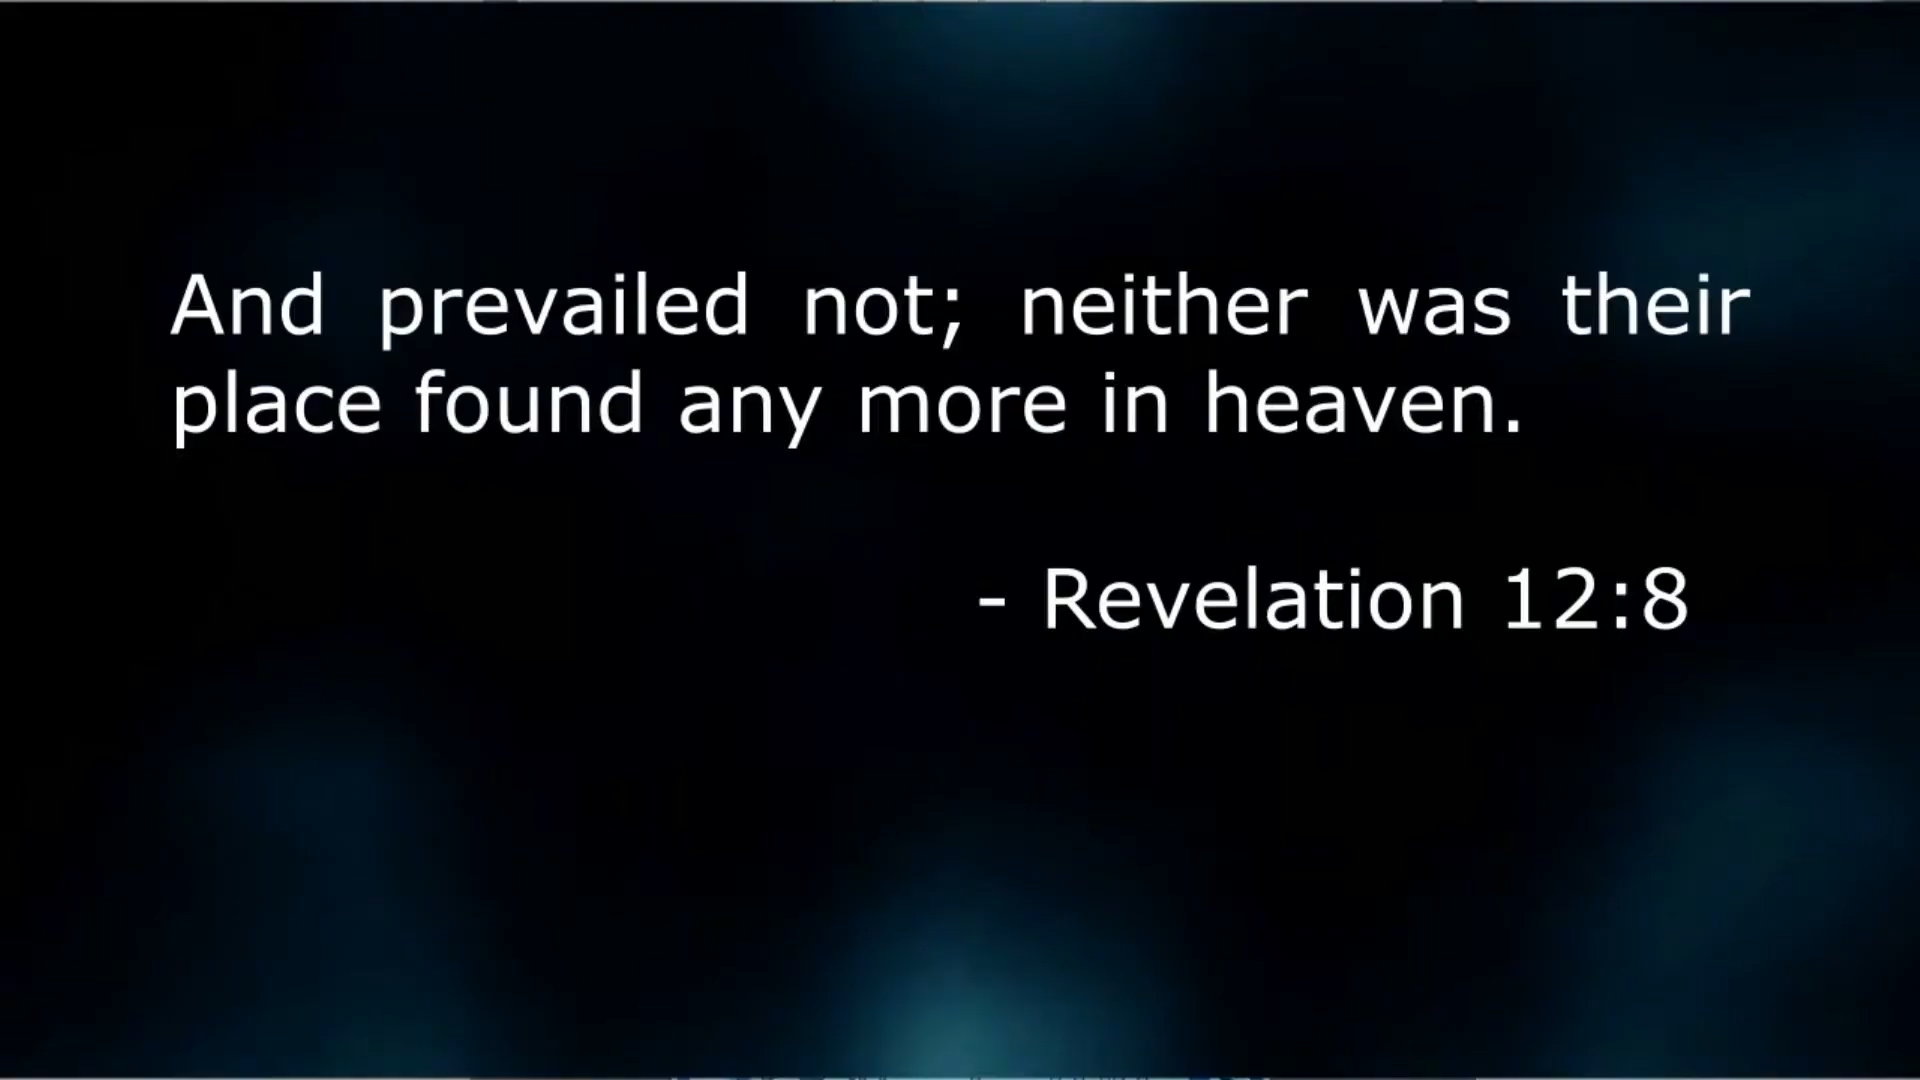 And prevailed not; neither was their
place found any more in heaven.
- Revelation 12:8